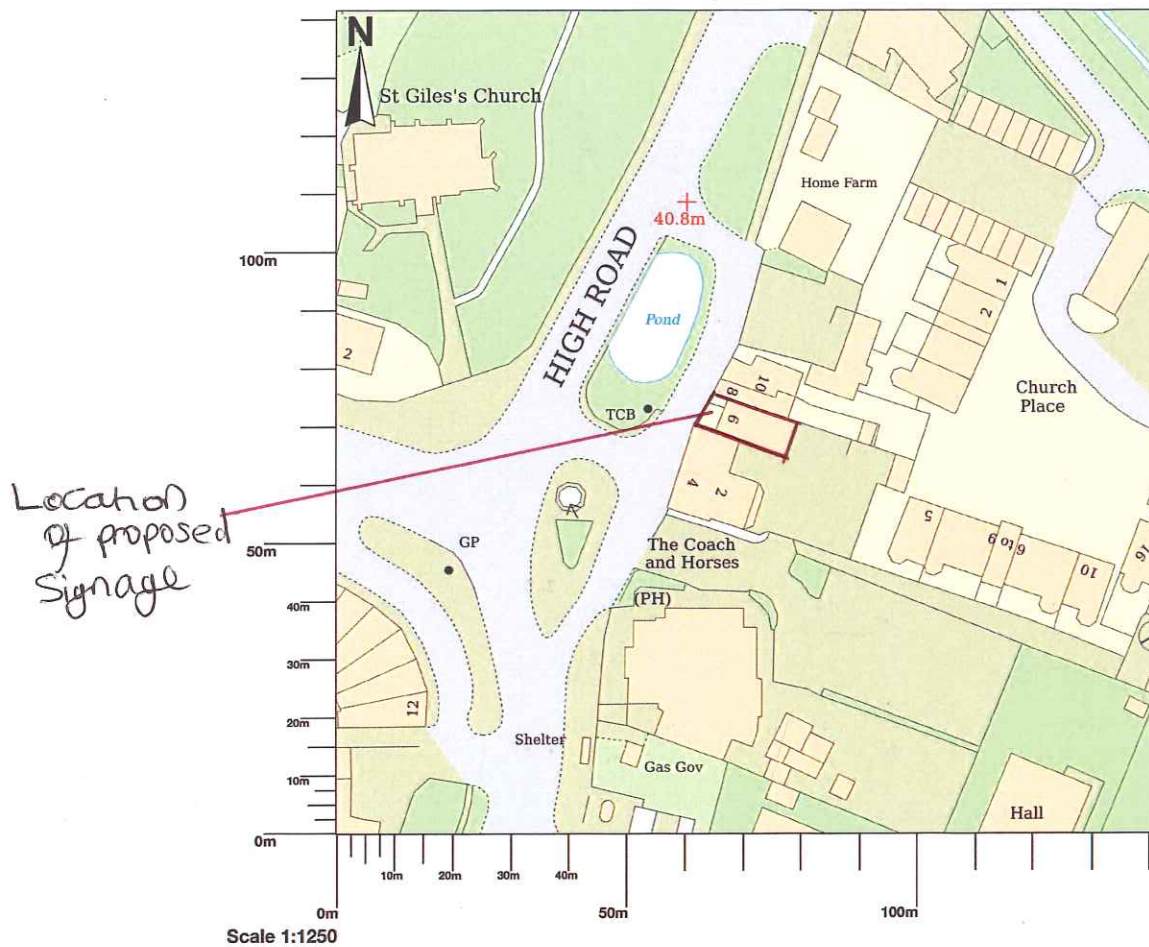 N
St Giles's Church
Home Farm
40.8m
HIGH ROAD
100m
Pond
1
2
2
Church
Place
10
8
6
TCB
Location
of proposed
Signage
4
2
5
6 to 9
10
16
GP
50m
The Coach
and Horses
(PH)
40m
30m
12
20m
Shelter
Gas Gov
10m
Hall
0m
10m
20m
30m
40m
0m
50m
100m
Scale 1:1250